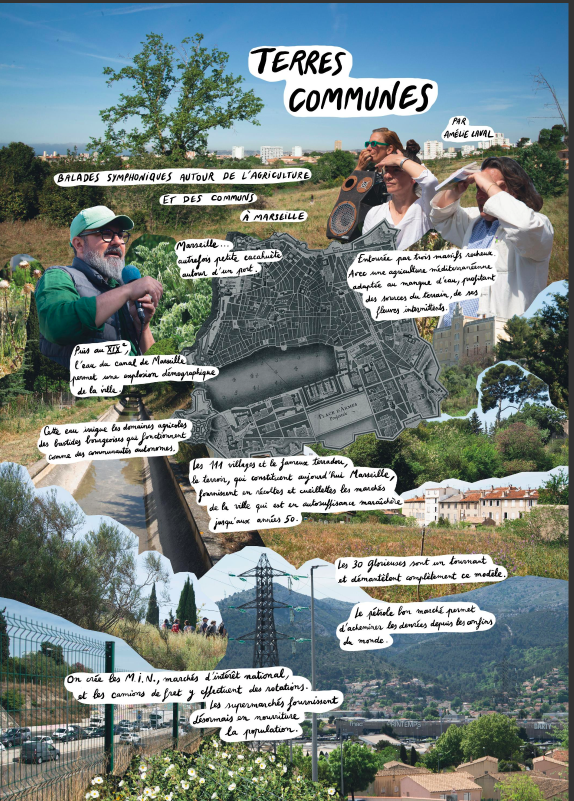 TERRES
COMMUNES
PAR
AMÉLIE LAVAL
BALADES SYMPHONIQUES AUTOUR DE L'AGRICULTURE
ET DES COMMUNS
À MARSEILLE
Marseille...
autrefois petite cacahuète
autour d'un port.
Entourée par trois massifs rocheux.
Avec une agriculture méditerranéenne
adaptée au manque d'eau, profitant
des sources du terrain, de ses
fleuves intermittents.
Puis au XIXe
l'eau du canal de Marseille
permet une explosion démographique
de la ville.
Cette eau irrigue les domaines agricoles
des bastides bourgeoises qui fonctionnent
comme des communautés autonomes.
PLACE D'ARMES
Les 111 villages et le fameux terradou,
le terroir, qui constituent aujourd'hui Marseille,
fournissent en récoltes et cueillettes les marchés
de la ville qui est en autosuffisance maraîchère
jusqu'aux années 50.
Les 30 Glorieuses sont un tournant
et démantèlent complètement ce modèle.
Le pétrole bon marché permet
d'acheminer les denrées depuis les confins
du monde.
On crée les M.i.N., marchés d'intérêt national,
et les camions de fret y effectuent des rotations.
Les supermarchés fournissent
désormais en nourriture
la population.
PRINTEMPS